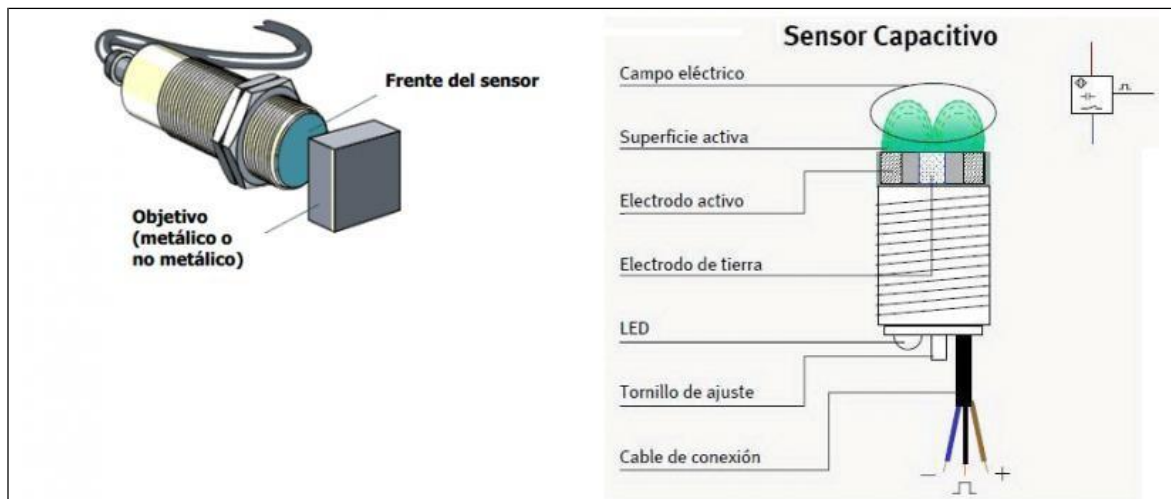 Frente del sensor
Objetivo
(metálico o
no metálico)
Sensor Capacitivo
Campo eléctrico
Superficie activa
Electrodo activo
Electrodo de tierra
LED
Tornillo de ajuste
Cable de conexión
− +